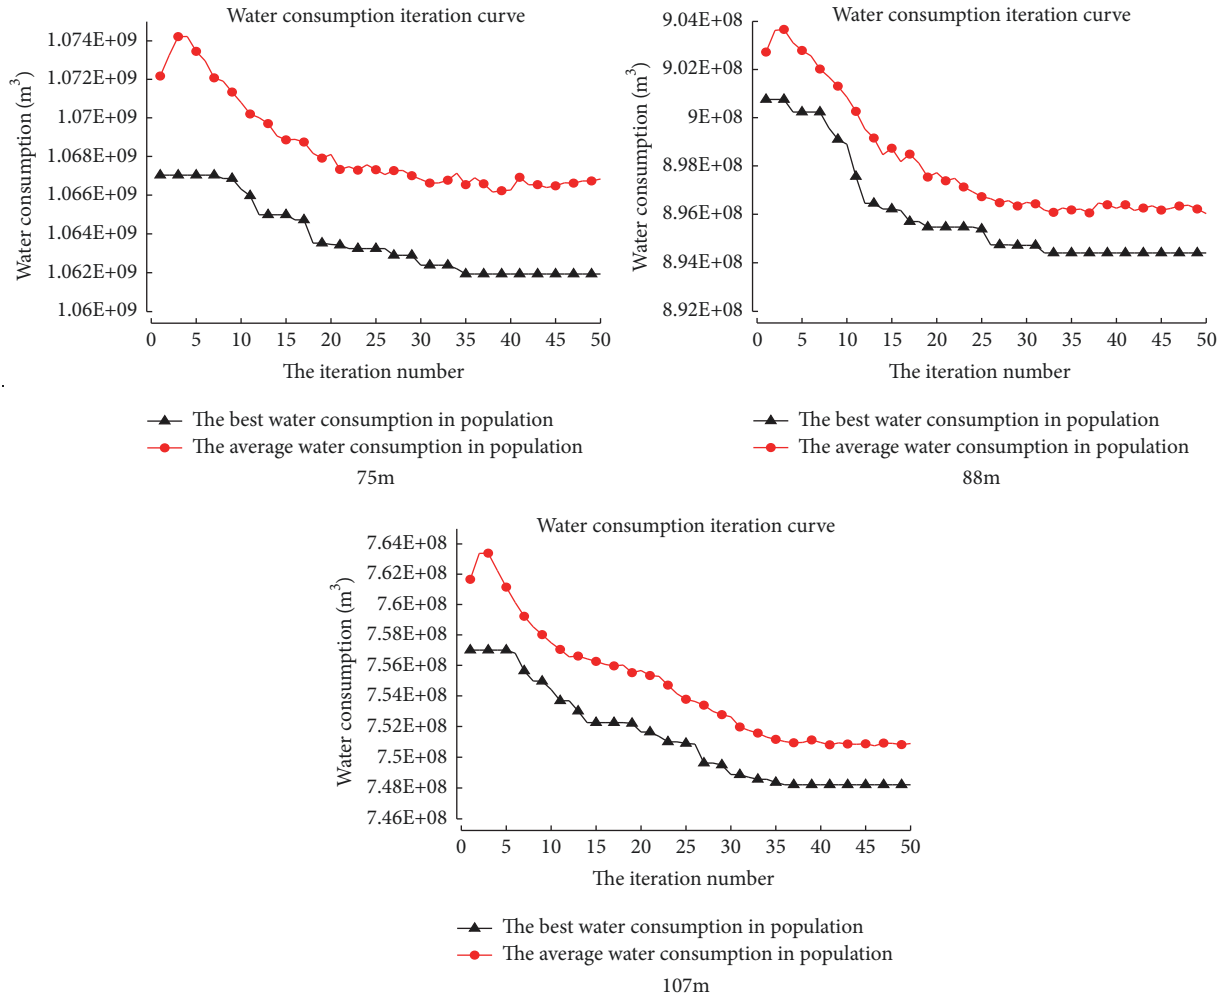 Water consumption iteration curve
Water consumption (m³)
1.074E+09
1.072E+09
1.07E+09
1.068E+09
1.066E+09
1.064E+09
1.062E+09
1.06E+09
0 5 10 15 20 25 30 35 40 45 50
The iteration number
The best water consumption in population
The average water consumption in population
75m
Water consumption iteration curve
Water consumption (m³)
9.04E+08
9.02E+08
9E+08
8.98E+08
8.96E+08
8.94E+08
8.92E+08
0 5 10 15 20 25 30 35 40 45 50
The iteration number
The best water consumption in population
The average water consumption in population
88m
Water consumption iteration curve
Water consumption (m³)
7.64E+08
7.62E+08
7.6E+08
7.58E+08
7.56E+08
7.54E+08
7.52E+08
7.50E+08
7.48E+08
7.46E+08
0 5 10 15 20 25 30 35 40 45 50
The iteration number
The best water consumption in population
The average water consumption in population
107m